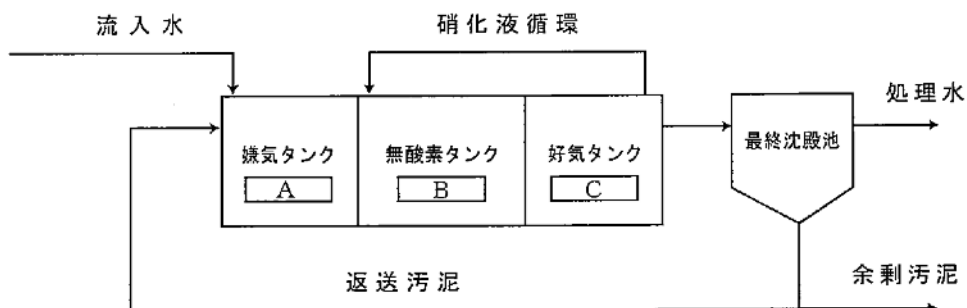 流入水
硝化液循環
処理水
嫌気タンク
A
無酸素タンク
B
好気タンク
C
最終沈殿池
返送汚泥
余剰汚泥